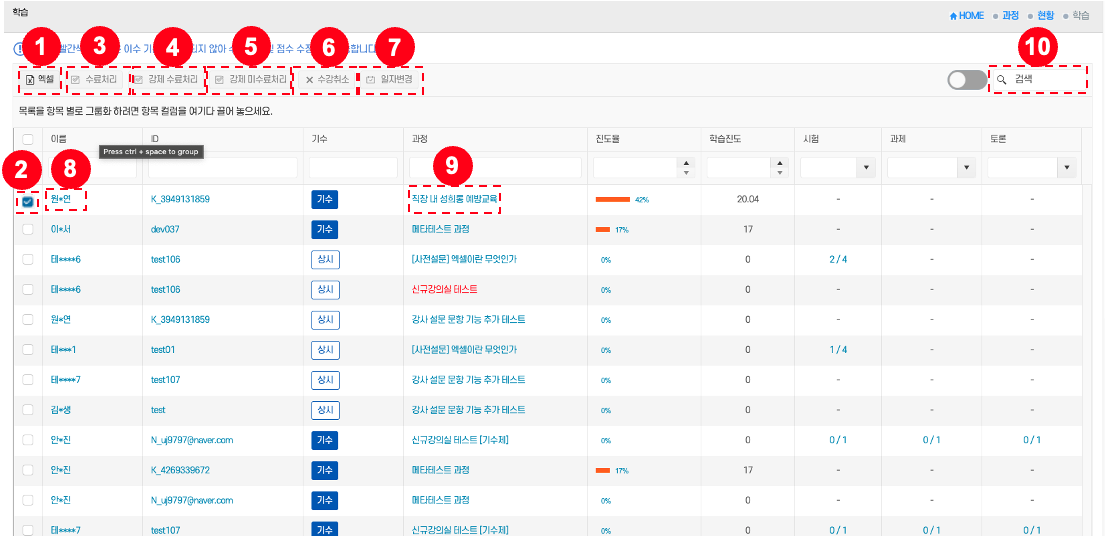 학습
HOME 과정 현황 학습
1 3 4 5 6 7 10
이수 기 되지 않아 점수 수정 합니다
엑셀 수료처리 강제 수료처리 강제 미수료처리 수강취소 일자변경 검색
목록을 항목 별로 그룹화 하려면 항목 컬럼을 여기다 끌어 놓으세요.
이름 ID 기수 과정 진도율 학습진도 시험 과제 토론
Press ctrl + space to group
2 8 9
원*연 K_3949131859 기수 직장 내 성희롱 예방교육 42% 20.04 - - -
이*서 dev037 기수 메타테스트 과정 17% 17 - - -
테****6 test106 상시 [사전설문] 엑셀이란 무엇인가 0% 0 2 / 4 - -
테****6 test106 상시 신규강의실 테스트 0% 0 - - -
원*연 K_3949131859 상시 강사 설문 문항 기능 추가 테스트 0% 0 - - -
테***1 test01 상시 [사전설문] 엑셀이란 무엇인가 0% 0 1 / 4 - -
테****7 test107 상시 강사 설문 문항 기능 추가 테스트 0% 0 - - -
김*생 test 상시 강사 설문 문항 기능 추가 테스트 0% 0 - - -
안*진 N_uj9797@naver.com 기수 신규강의실 테스트 [기수제] 0% 0 0 / 1 0 / 1 0 / 1
안*진 K_4269339672 기수 메타테스트 과정 17% 17 - - -
안*진 N_uj9797@naver.com 기수 메타테스트 과정 0% 0 - - -
테****7 test107 기수 신규강의실 테스트 [기수제] 0% 0 0 / 1 0 / 1 0 / 1